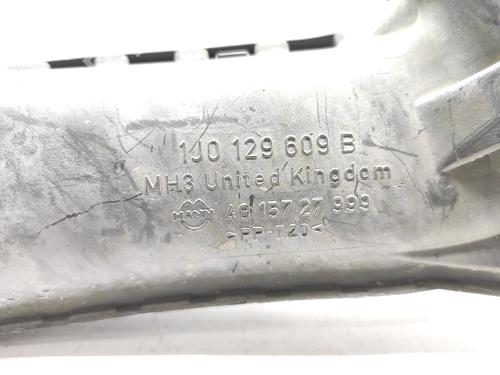 1J0 129 609 B
MH3 United Kingdom
MANN 46 157 27 999
>PP-T20<